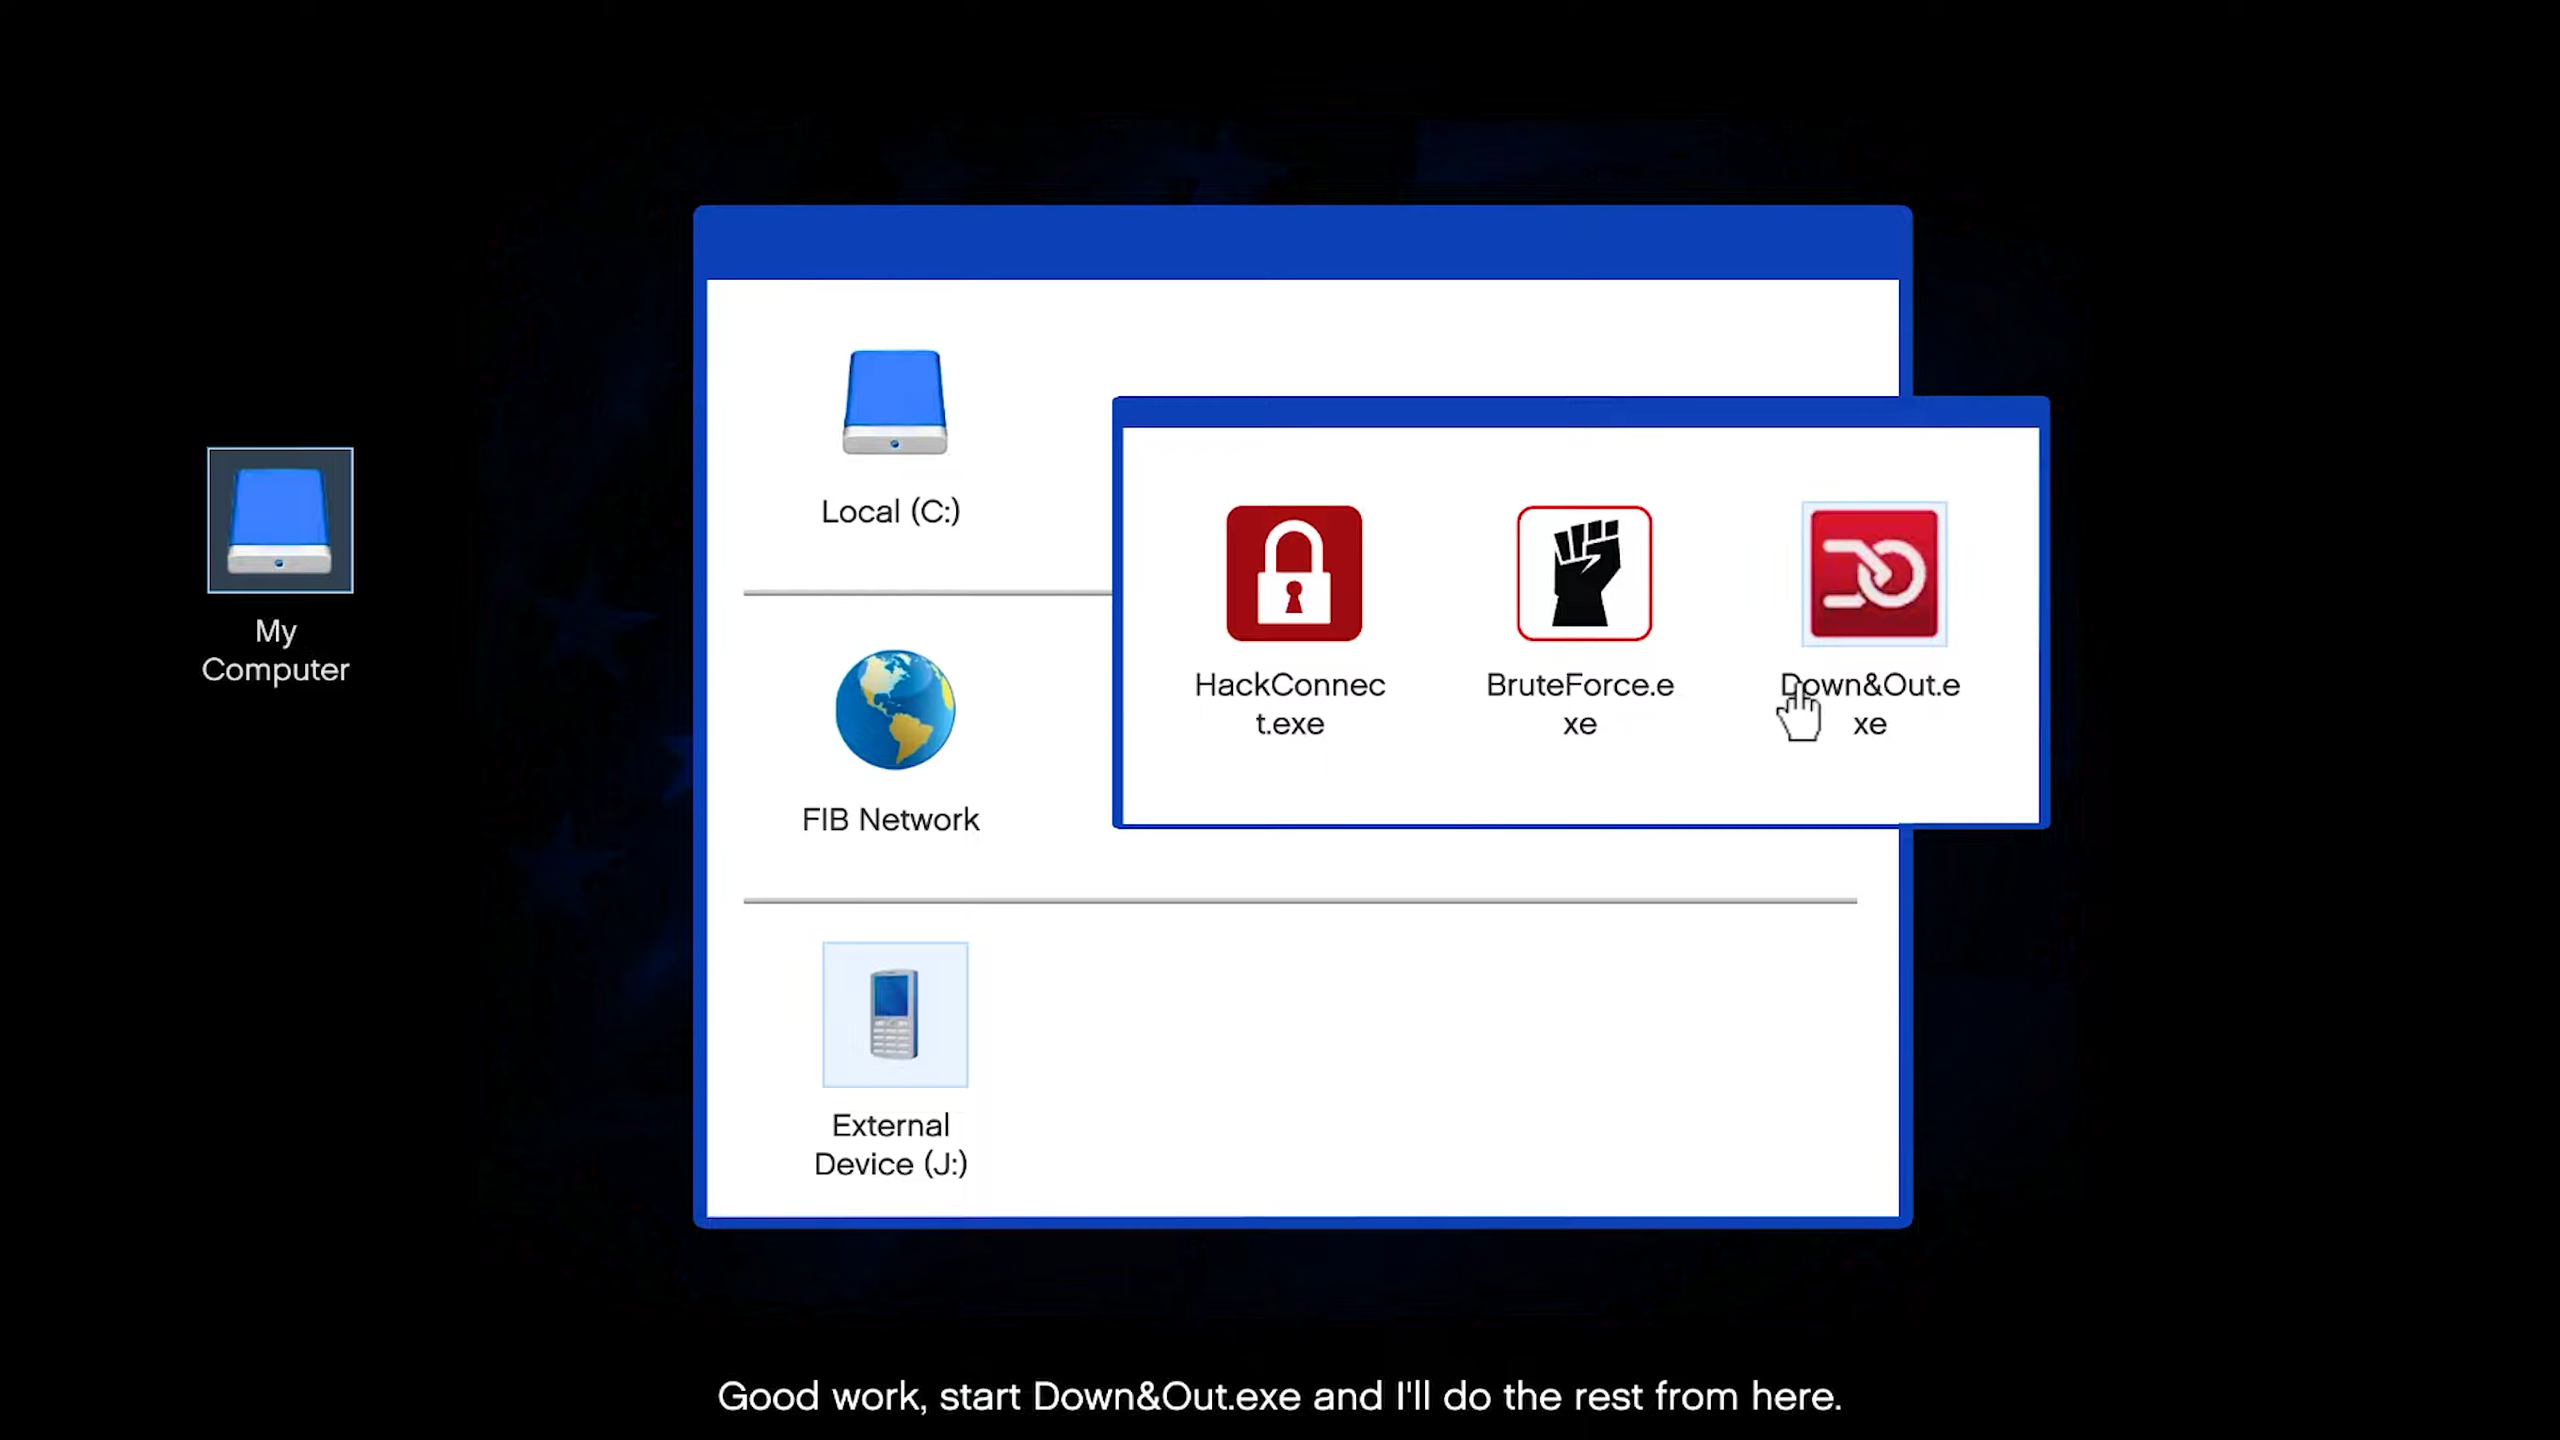 My
Computer
Local (C:)
FIB Network
External
Device (J:)
HackConnec
t.exe
BruteForce.e
xe
Down&Out.e
xe
Good work, start Down&Out.exe and I'll do the rest from here.